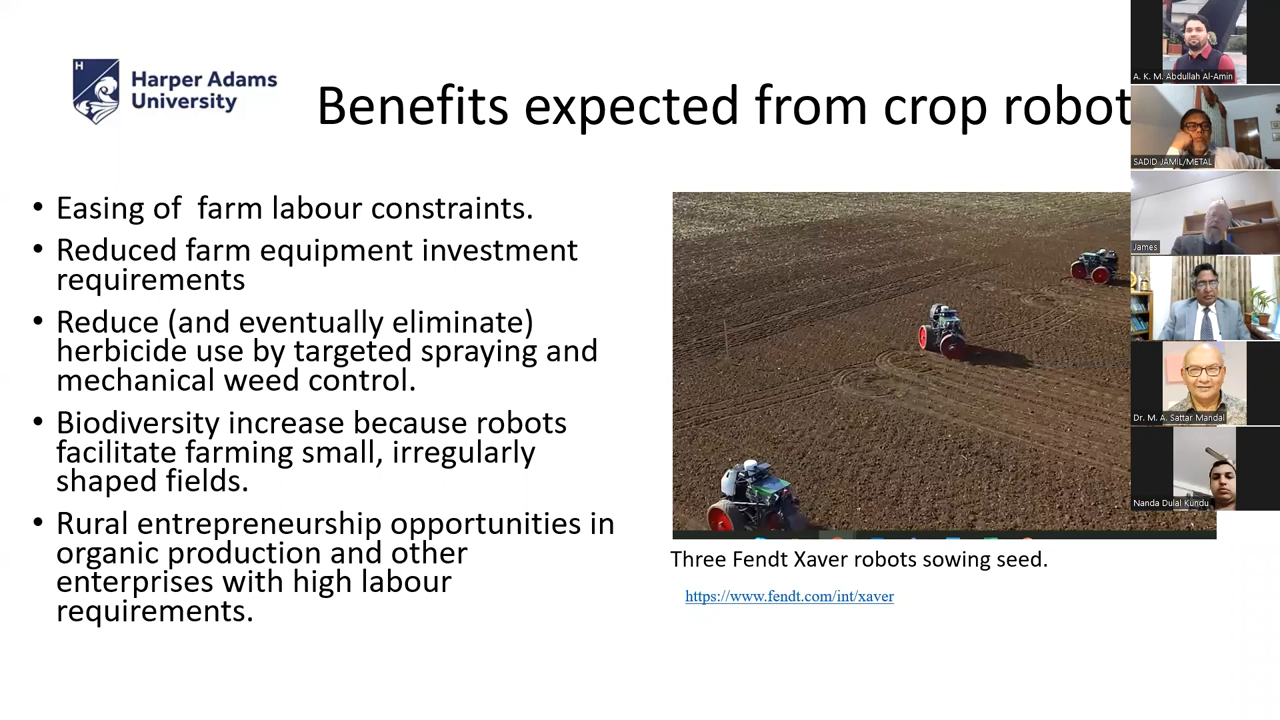 H
Harper Adams
University
Benefits expected from crop robot
• Easing of  farm labour constraints.
• Reduced farm equipment investment
requirements
• Reduce (and eventually eliminate)
herbicide use by targeted spraying and
mechanical weed control.
• Biodiversity increase because robots
facilitate farming small, irregularly
shaped fields.
• Rural entrepreneurship opportunities in
organic production and other
enterprises with high labour
requirements.
Three Fendt Xaver robots sowing seed.
https://www.fendt.com/int/xaver
A. K. M. Abdullah Al-Amin
SADID JAMIL/METAL
James
Dr. M. A. Sattar Mandal
Nanda Dulal Kundu